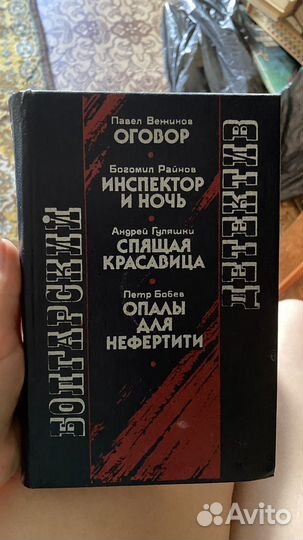 БОЛГАРСКИЙ
ДЕТЕКТИВ
Павел Вежинов
ОГОВОР
Богомил Райнов
ИНСПЕКТОР
И НОЧЬ
Андрей Гуляшки
СПЯЩАЯ
КРАСАВИЦА
Петр Бобев
ОПАЛЫ
ДЛЯ
НЕФЕРТИТИ
Avito